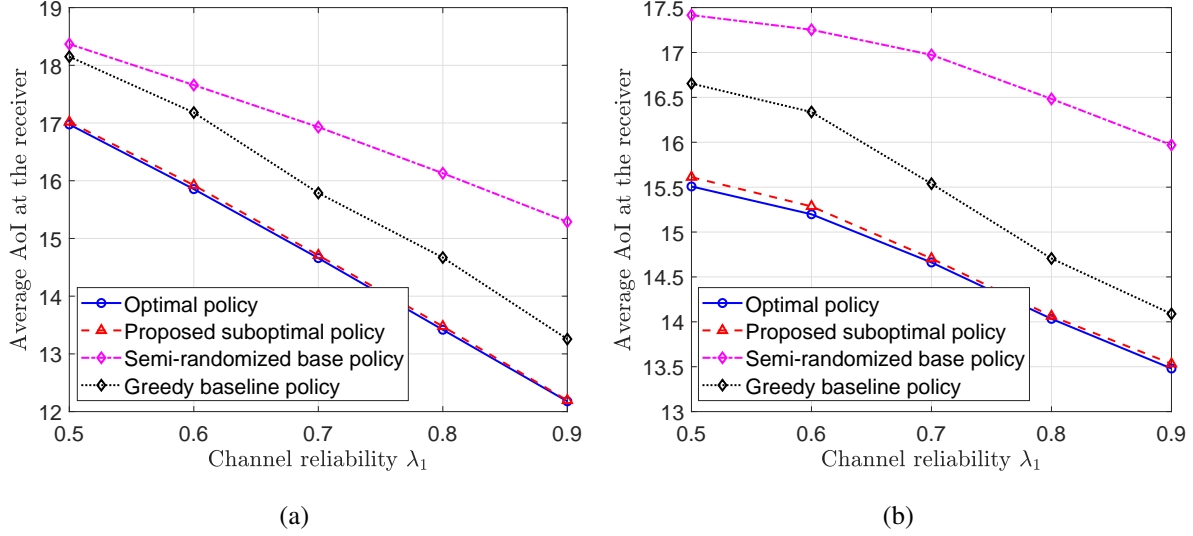 19
18
17
16
15
14
13
12
Average AoI at the receiver
0.5 0.6 0.7 0.8 0.9
Channel reliability λ₁
Optimal policy
Proposed suboptimal policy
Semi-randomized base policy
Greedy baseline policy
(a)
17.5
17
16.5
16
15.5
15
14.5
14
13.5
13
Average AoI at the receiver
0.5 0.6 0.7 0.8 0.9
Channel reliability λ₁
Optimal policy
Proposed suboptimal policy
Semi-randomized base policy
Greedy baseline policy
(b)